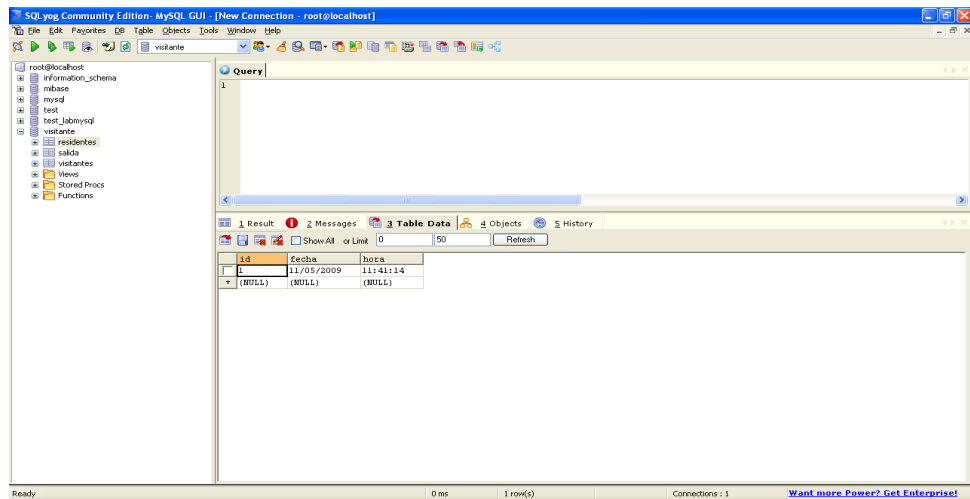 SQLyog Community Edition- MySQL GUI - [New Connection - root@localhost]
File Edit Favorites DB Table Objects Tools Window Help
visitante
root@localhost
information_schema
mibase
mysql
test
test_labmysql
visitante
residentes
salida
visitantes
Views
Stored Procs
Functions
Query
1
1 Result 2 Messages 3 Table Data 4 Objects 5 History
Show All or Limit 0 50 Refresh
id fecha hora
1 11/05/2009 11:41:14
* (NULL) (NULL) (NULL)
Ready 0 ms 1 row(s) Connections : 1 Want more Power? Get Enterprise!